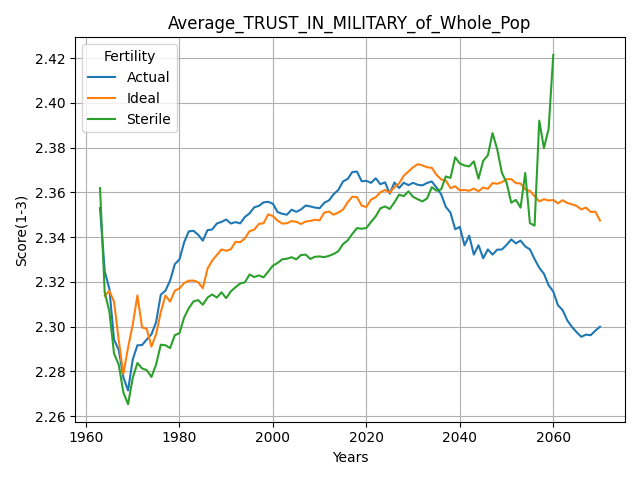 Average_TRUST_IN_MILITARY_of_Whole_Pop
Fertility
Actual
Ideal
Sterile
Score(1-3)
2.42
2.40
2.38
2.36
2.34
2.32
2.30
2.28
2.26
1960 1980 2000 2020 2040 2060
Years